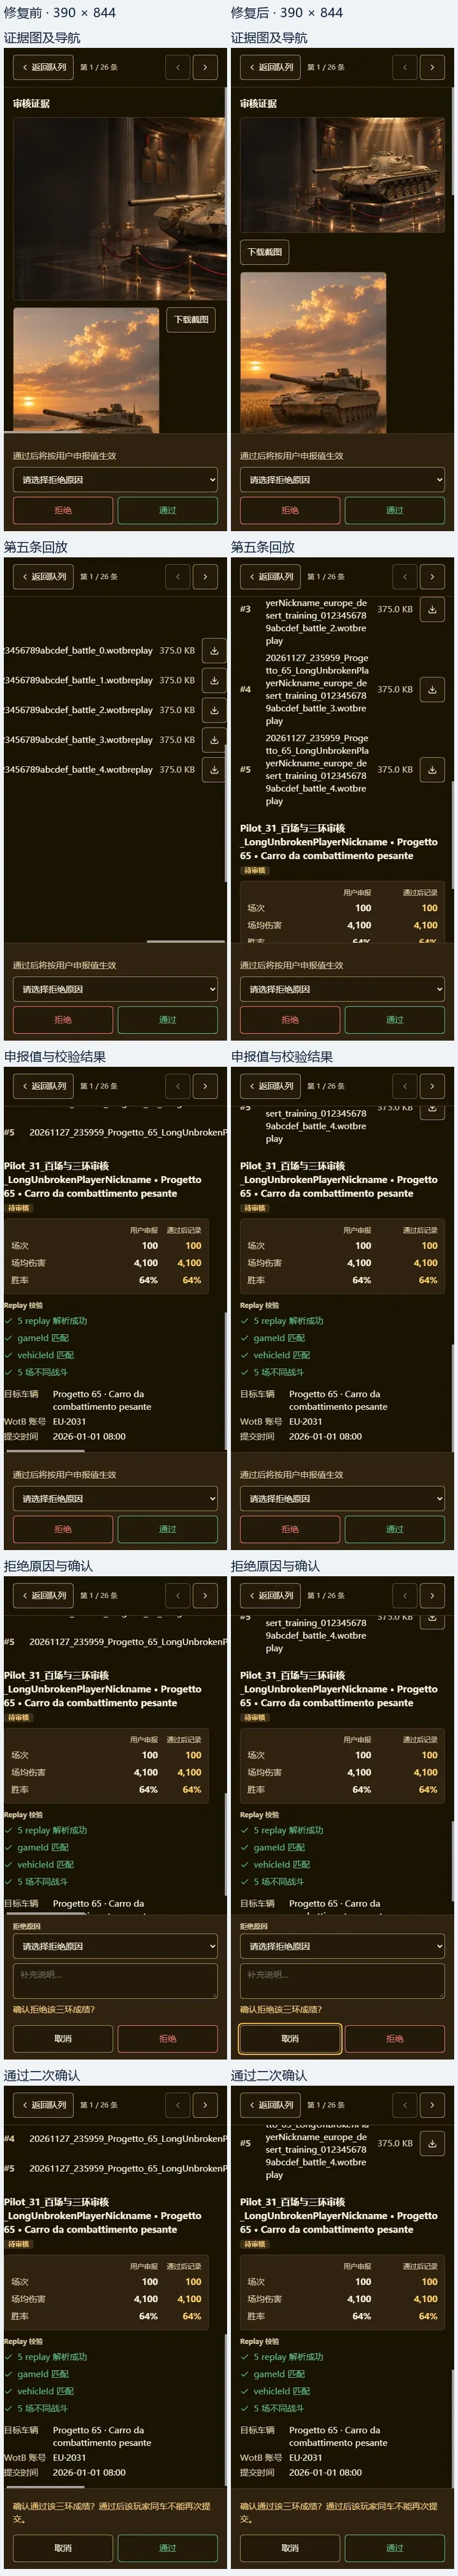 修复前 · 390 × 844
证据图及导航
返回队列
第 1 / 26 条
审核证据
下载截图
通过后将按用户申报值生效
请选择拒绝原因
拒绝
通过
第五条回放
返回队列
第 1 / 26 条
23456789abcdef_battle_0.wotbreplay 375.0 KB
23456789abcdef_battle_1.wotbreplay 375.0 KB
23456789abcdef_battle_2.wotbreplay 375.0 KB
23456789abcdef_battle_3.wotbreplay 375.0 KB
23456789abcdef_battle_4.wotbreplay 375.0 KB
通过后将按用户申报值生效
请选择拒绝原因
拒绝
通过
申报值与校验结果
返回队列
第 1 / 26 条
#5 20261127_235959_Progetto_65_LongUnbrokenP
Pilot_31_百场与三环审核
_LongUnbrokenPlayerNickname • Progetto
65 • Carro da combattimento pesante
待审核
用户申报 通过后记录
场次 100 100
场均伤害 4,100 4,100
胜率 64% 64%
Replay 校验
5 replay 解析成功
gameId 匹配
vehicleId 匹配
5 场不同战斗
目标车辆 Progetto 65 · Carro da
combattimento pesante
WotB 账号 EU·2031
提交时间 2026-01-01 08:00
通过后将按用户申报值生效
请选择拒绝原因
拒绝
通过
拒绝原因与确认
返回队列
第 1 / 26 条
#5 20261127_235959_Progetto_65_LongUnbrokenP
Pilot_31_百场与三环审核
_LongUnbrokenPlayerNickname • Progetto
65 • Carro da combattimento pesante
待审核
用户申报 通过后记录
场次 100 100
场均伤害 4,100 4,100
胜率 64% 64%
Replay 校验
5 replay 解析成功
gameId 匹配
vehicleId 匹配
5 场不同战斗
目标车辆 Progetto 65 · Carro da
拒绝原因
请选择拒绝原因
补充说明...
确认拒绝该三环成绩？
取消
拒绝
通过二次确认
返回队列
第 1 / 26 条
#4 20261127_235959_Progetto_65_LongUnbrokenP
#5 20261127_235959_Progetto_65_LongUnbrokenP
Pilot_31_百场与三环审核
_LongUnbrokenPlayerNickname • Progetto
65 • Carro da combattimento pesante
待审核
用户申报 通过后记录
场次 100 100
场均伤害 4,100 4,100
胜率 64% 64%
Replay 校验
5 replay 解析成功
gameId 匹配
vehicleId 匹配
5 场不同战斗
目标车辆 Progetto 65 · Carro da
combattimento pesante
WotB 账号 EU·2031
提交时间 2026-01-01 08:00
确认通过该三环成绩？通过后该玩家同车不能再次提
交。
取消
通过
修复后 · 390 × 844
证据图及导航
返回队列
第 1 / 26 条
审核证据
下载截图
通过后将按用户申报值生效
请选择拒绝原因
拒绝
通过
第五条回放
返回队列
第 1 / 26 条
#3 yerNickname_europe_de
sert_training_012345678
9abcdef_battle_2.wotbre
play
375.0 KB
#4 20261127_235959_Proge
tto_65_LongUnbrokenPla
yerNickname_europe_de
sert_training_012345678
9abcdef_battle_3.wotbre
play
375.0 KB
#5 20261127_235959_Proge
tto_65_LongUnbrokenPla
yerNickname_europe_de
sert_training_012345678
9abcdef_battle_4.wotbre
play
375.0 KB
Pilot_31_百场与三环审核
_LongUnbrokenPlayerNickname • Progetto
65 • Carro da combattimento pesante
待审核
用户申报 通过后记录
场次 100 100
场均伤害 4,100 4,100
胜率 64% 64%
通过后将按用户申报值生效
请选择拒绝原因
拒绝
通过
申报值与校验结果
返回队列
第 1 / 26 条
#5 sert_training_012345678
9abcdef_battle_4.wotbre
play
375.0 KB
Pilot_31_百场与三环审核
_LongUnbrokenPlayerNickname • Progetto
65 • Carro da combattimento pesante
待审核
用户申报 通过后记录
场次 100 100
场均伤害 4,100 4,100
胜率 64% 64%
Replay 校验
5 replay 解析成功
gameId 匹配
vehicleId 匹配
5 场不同战斗
目标车辆 Progetto 65 · Carro da
combattimento pesante
WotB 账号 EU·2031
提交时间 2026-01-01 08:00
通过后将按用户申报值生效
请选择拒绝原因
拒绝
通过
拒绝原因与确认
返回队列
第 1 / 26 条
#5 sert_training_012345678
9abcdef_battle_4.wotbre
play
375.0 KB
Pilot_31_百场与三环审核
_LongUnbrokenPlayerNickname • Progetto
65 • Carro da combattimento pesante
待审核
用户申报 通过后记录
场次 100 100
场均伤害 4,100 4,100
胜率 64% 64%
Replay 校验
5 replay 解析成功
gameId 匹配
vehicleId 匹配
5 场不同战斗
目标车辆 Progetto 65 · Carro da
拒绝原因
请选择拒绝原因
补充说明...
确认拒绝该三环成绩？
取消
拒绝
通过二次确认
返回队列
第 1 / 26 条
tto_65_LongUnbrokenPla
#5 yerNickname_europe_de
sert_training_012345678
9abcdef_battle_4.wotbre
play
375.0 KB
Pilot_31_百场与三环审核
_LongUnbrokenPlayerNickname • Progetto
65 • Carro da combattimento pesante
待审核
用户申报 通过后记录
场次 100 100
场均伤害 4,100 4,100
胜率 64% 64%
Replay 校验
5 replay 解析成功
gameId 匹配
vehicleId 匹配
5 场不同战斗
目标车辆 Progetto 65 · Carro da
combattimento pesante
WotB 账号 EU·2031
提交时间 2026-01-01 08:00
确认通过该三环成绩？通过后该玩家同车不能再次提
交。
取消
通过